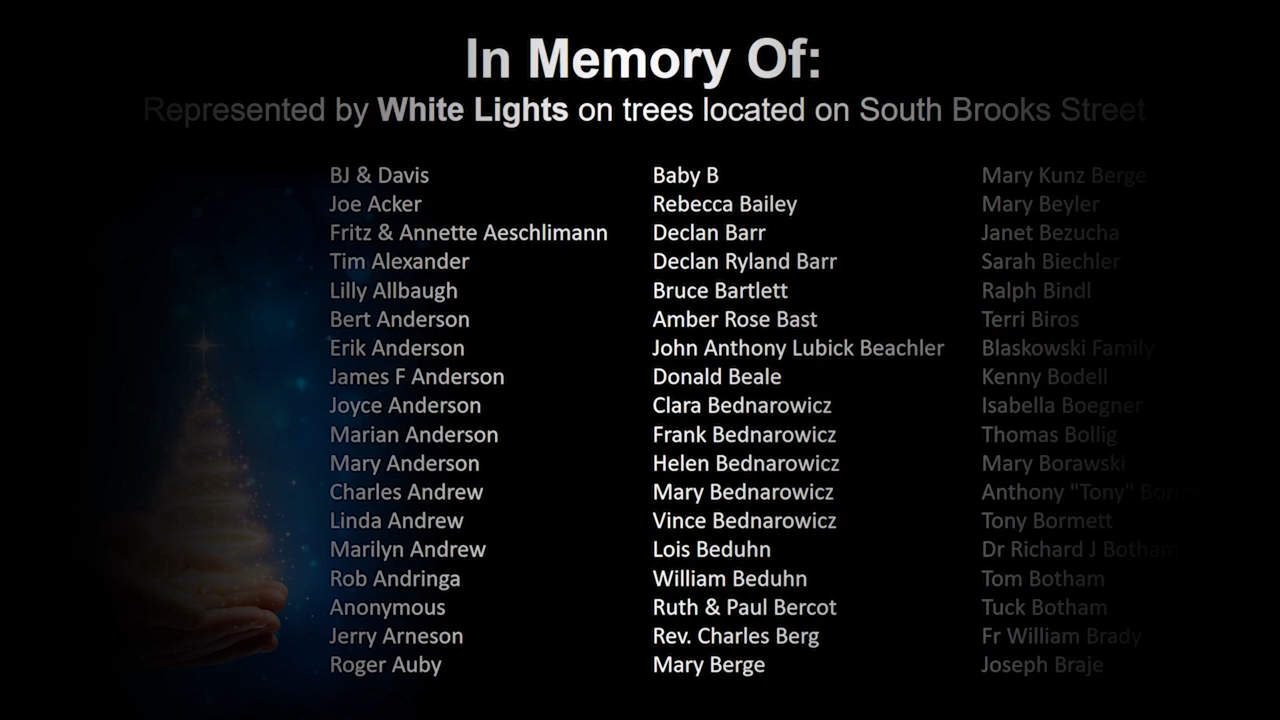 In Memory Of:
Represented by White Lights on trees located on South Brooks Street
BJ & Davis
Joe Acker
Fritz & Annette Aeschlimann
Tim Alexander
Lilly Allbaugh
Bert Anderson
Erik Anderson
James F Anderson
Joyce Anderson
Marian Anderson
Mary Anderson
Charles Andrew
Linda Andrew
Marilyn Andrew
Rob Andringa
Anonymous
Jerry Arneson
Roger Auby
Baby B
Rebecca Bailey
Declan Barr
Declan Ryland Barr
Bruce Bartlett
Amber Rose Bast
John Anthony Lubick Beachler
Donald Beale
Clara Bednarowicz
Frank Bednarowicz
Helen Bednarowicz
Mary Bednarowicz
Vince Bednarowicz
Lois Beduhn
William Beduhn
Ruth & Paul Bercot
Rev. Charles Berg
Mary Berge
Mary Kunz Berge
Mary Beyler
Janet Bezucha
Sarah Biechler
Ralph Bindl
Terri Biros
Blaskowski Family
Kenny Bodell
Isabella Boegner
Thomas Bollig
Mary Borawski
Anthony "Tony"
Tony Bormett
Dr Richard J Botham
Tom Botham
Tuck Botham
Fr William Brady
Joseph Braje